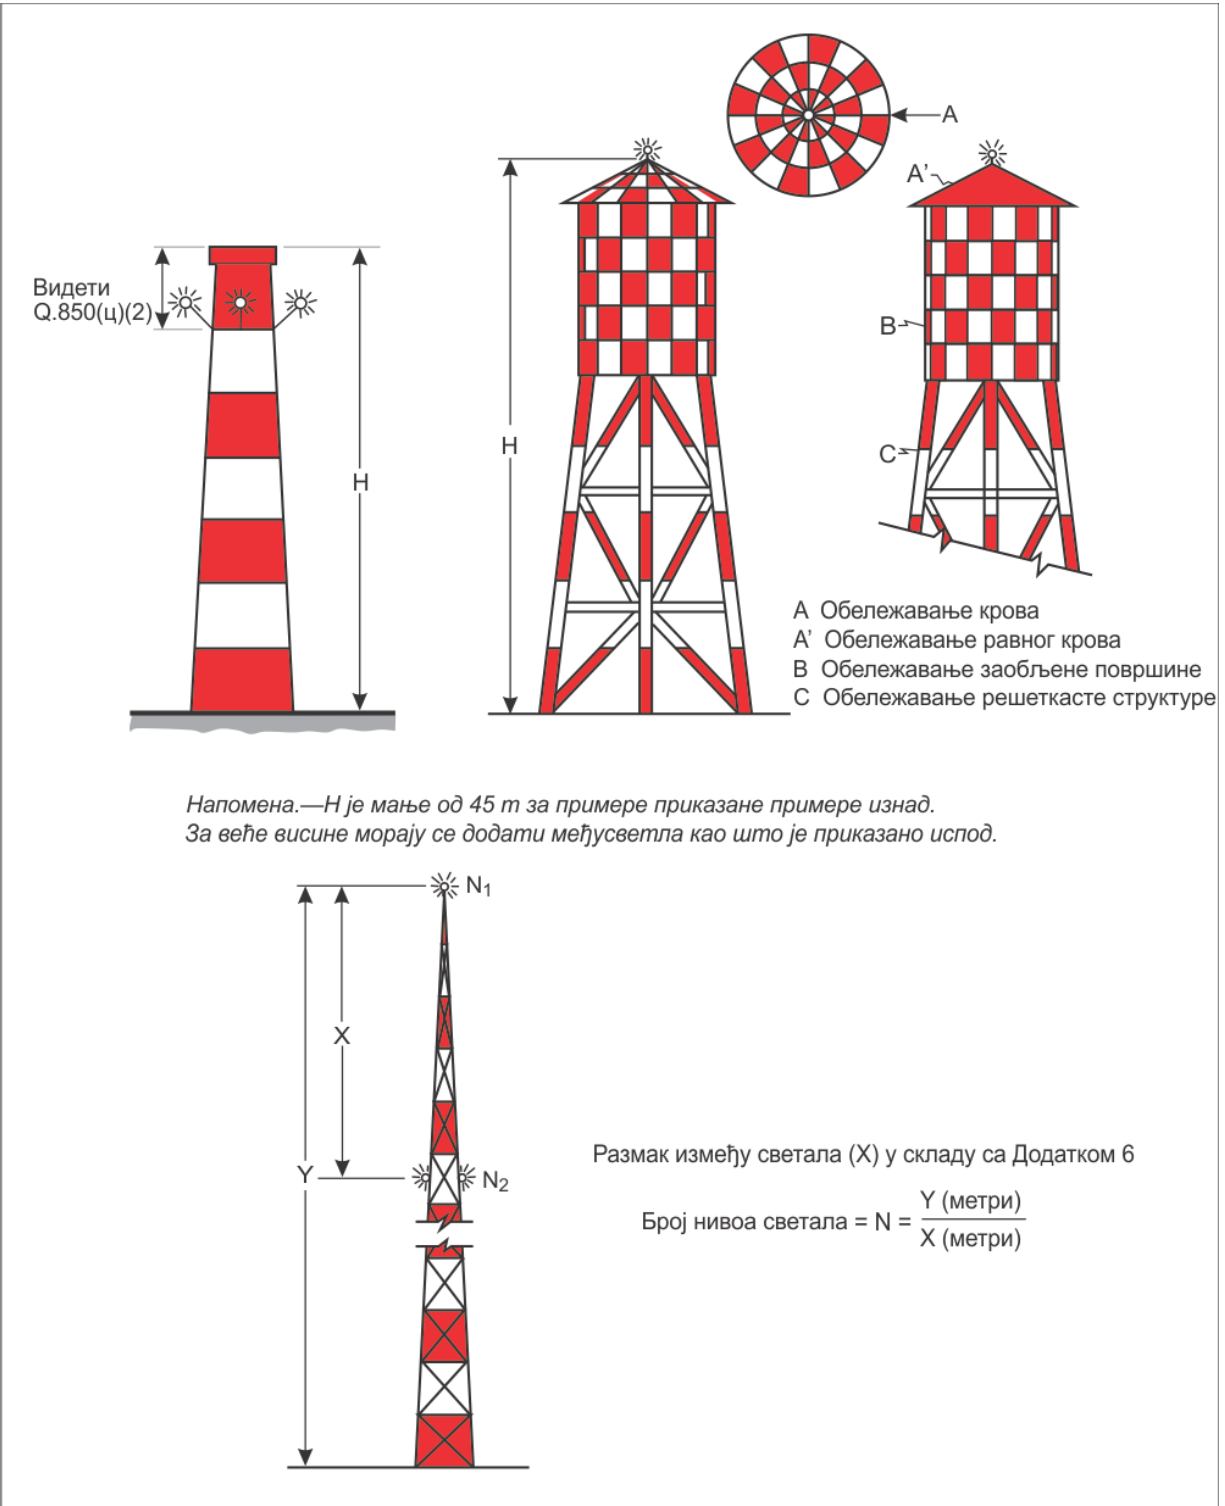 A
A’
Видети
Q.850(ц)(2)
B
H
C
H
A Обележавање крова
A’ Обележавање равног крова
B Обележавање заобљене површине
C Обележавање решеткасте структуре
Напомена.—H је мање од 45 m за примере приказане примере изнад.
За веће висине морају се додати међусветла као што је приказано испод.
N1
X
Y
N2
Размак између светала (X) у складу са Додатком 6
Број нивоа светала = N = Y (метри)
X (метри)